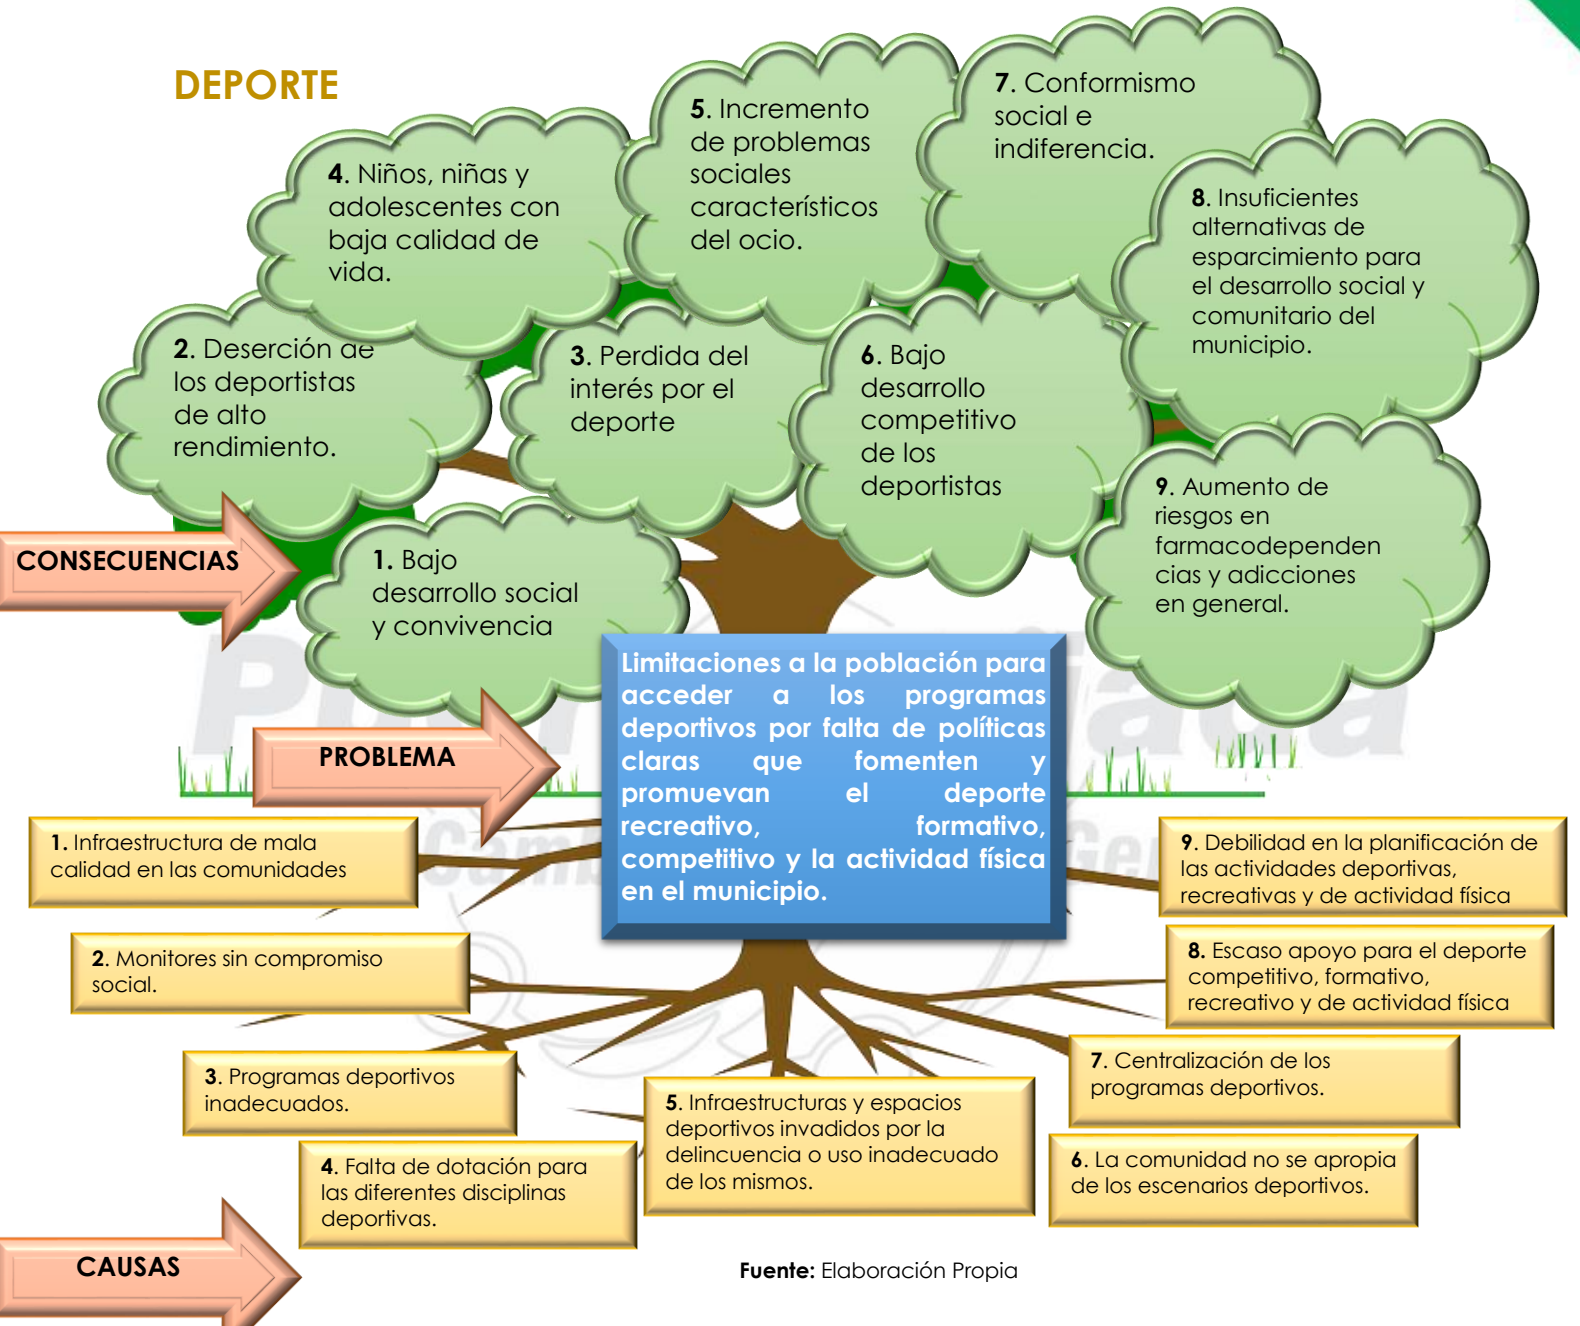 DEPORTE
4. Niños, niñas y
adolescentes con
baja calidad de
vida.
5. Incremento
de problemas
sociales
característicos
del ocio.
7. Conformismo
social e
indiferencia.
8. Insuficientes
alternativas de
esparcimiento para
el desarrollo social y
comunitario del
municipio.
2. Deserción de
los deportistas
de alto
rendimiento.
3. Perdida del
interés por el
deporte
6. Bajo
desarrollo
competitivo
de los
deportistas
9. Aumento de
riesgos en
farmacodependen
cias y adicciones
en general.
CONSECUENCIAS
1. Bajo
desarrollo social
y convivencia
PROBLEMA
Limitaciones a la población para
acceder a los programas
deportivos por falta de políticas
claras que fomenten y
promuevan el deporte
recreativo, formativo,
competitivo y la actividad física
en el municipio.
1. Infraestructura de mala
calidad en las comunidades
2. Monitores sin compromiso
social.
3. Programas deportivos
inadecuados.
4. Falta de dotación para
las diferentes disciplinas
deportivas.
5. Infraestructuras y espacios
deportivos invadidos por la
delincuencia o uso inadecuado
de los mismos.
9. Debilidad en la planificación de
las actividades deportivas,
recreativas y de actividad física
8. Escaso apoyo para el deporte
competitivo, formativo,
recreativo y de actividad física
7. Centralización de los
programas deportivos.
6. La comunidad no se apropia
de los escenarios deportivos.
CAUSAS
Fuente: Elaboración Propia